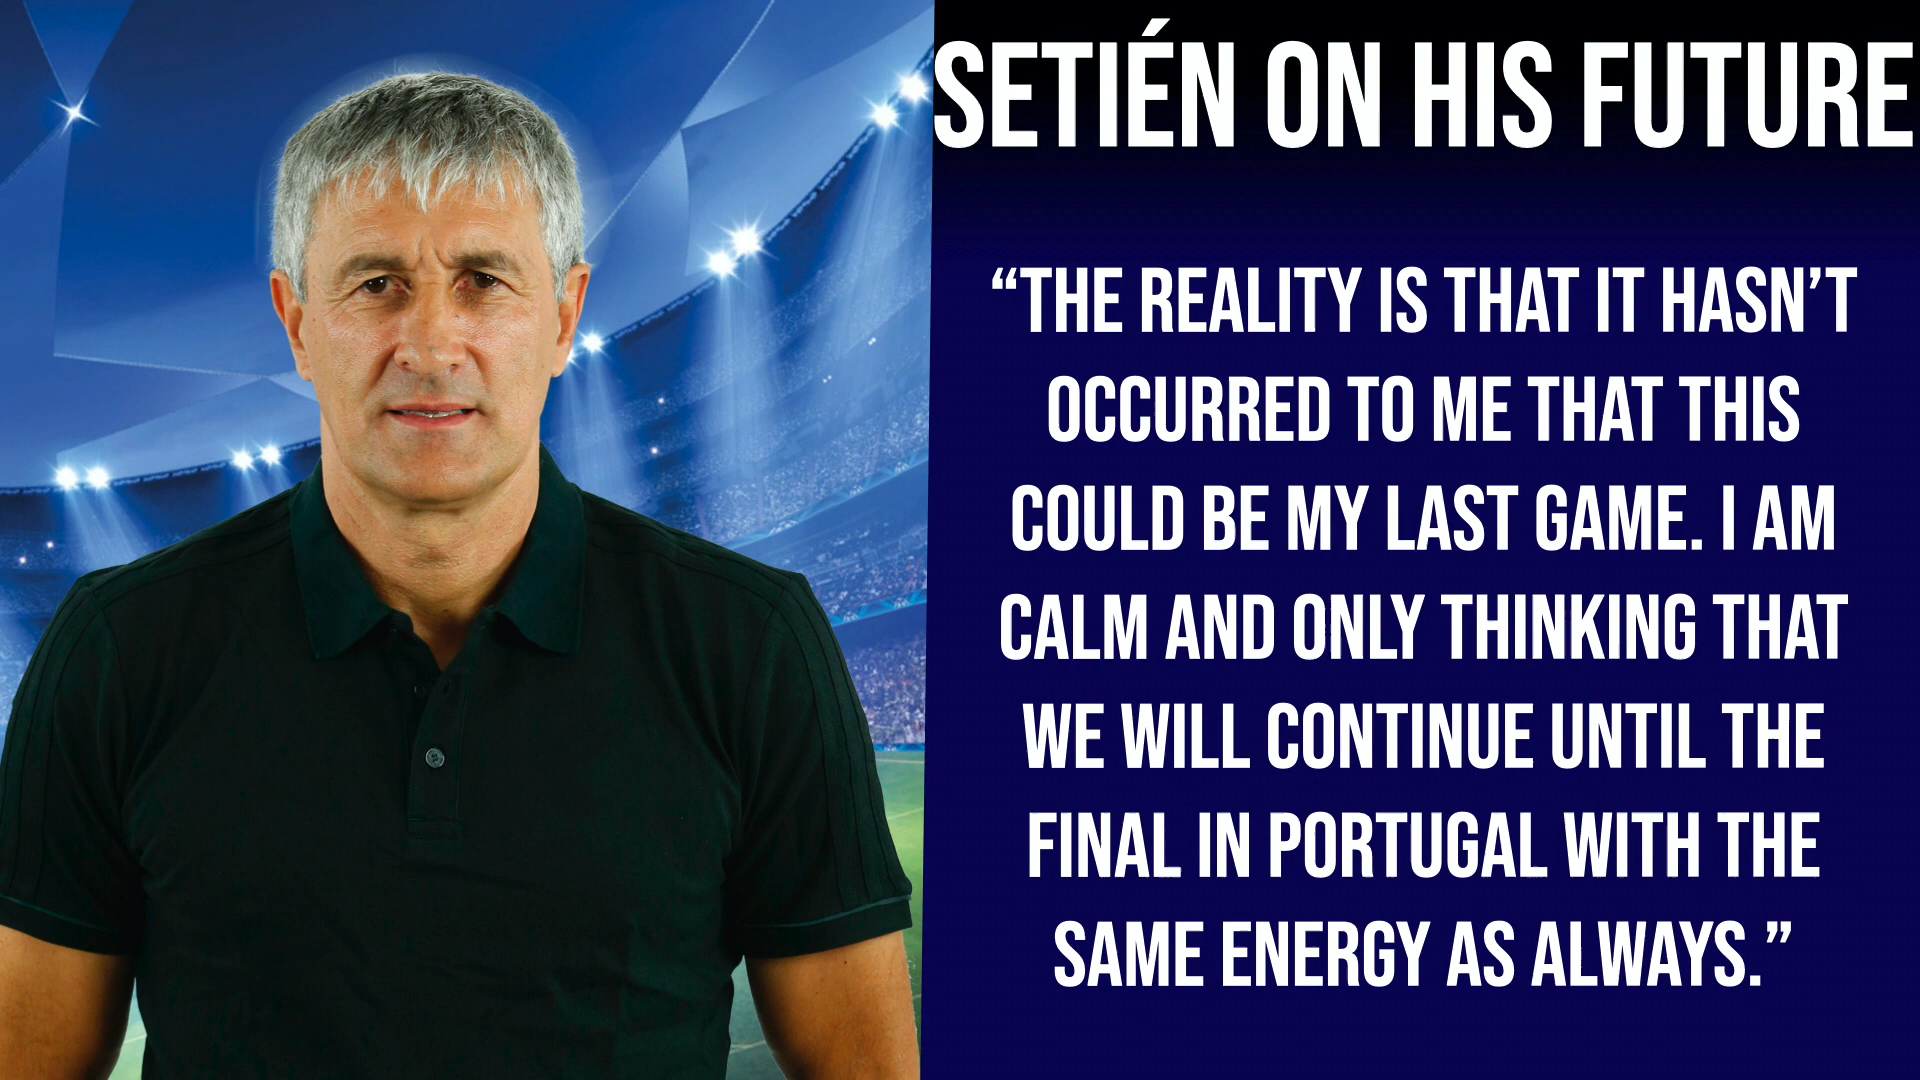 SETIÉN ON HIS FUTURE
“THE REALITY IS THAT IT HASN’T
OCCURRED TO ME THAT THIS
COULD BE MY LAST GAME. I AM
CALM AND ONLY THINKING THAT
WE WILL CONTINUE UNTIL THE
FINAL IN PORTUGAL WITH THE
SAME ENERGY AS ALWAYS.”